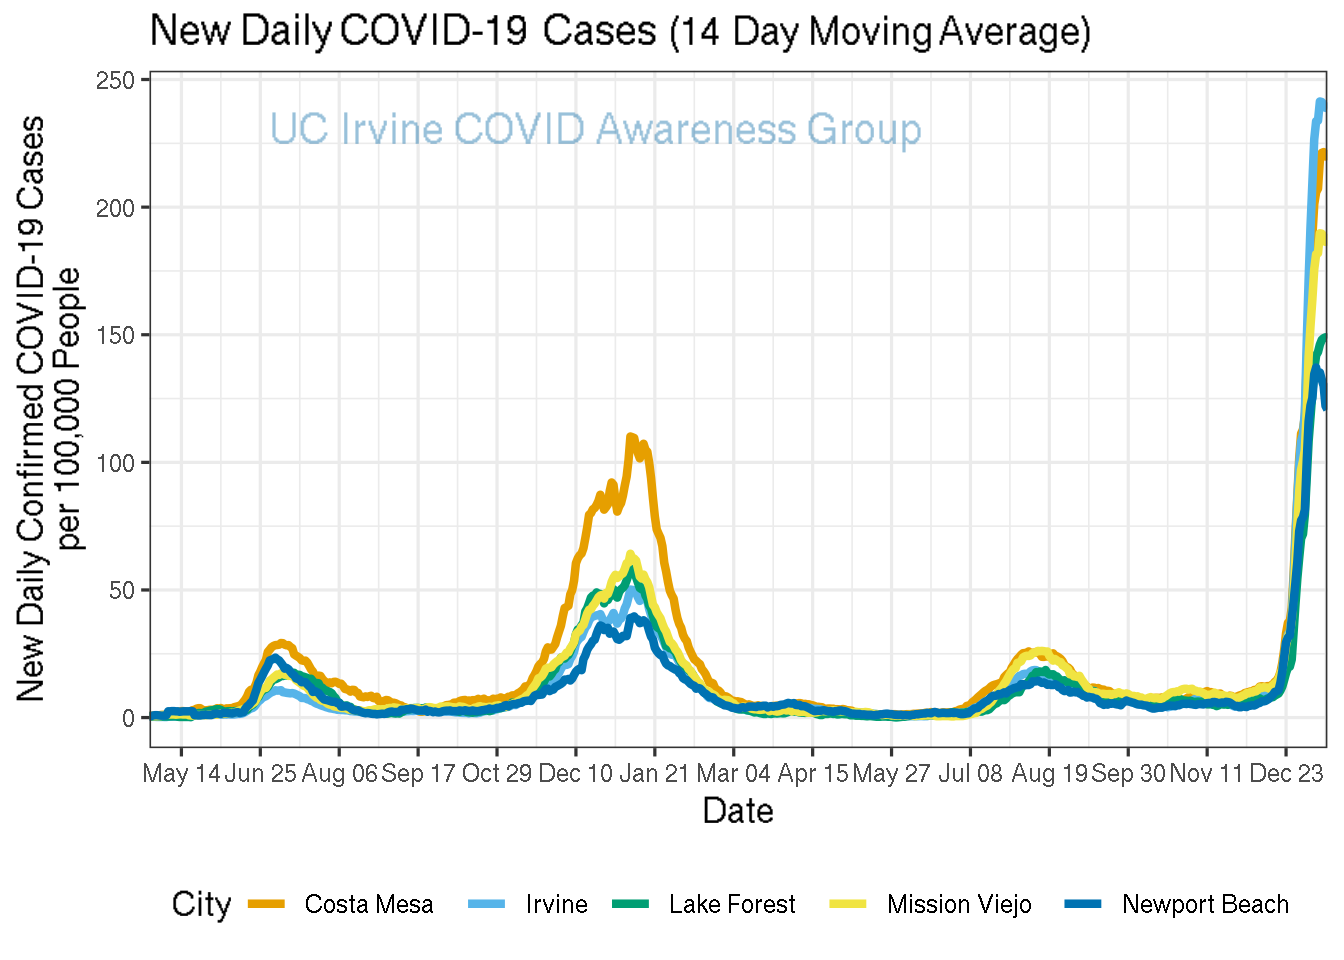 New Daily COVID-19 Cases (14 Day Moving Average)
UC Irvine COVID Awareness Group
New Daily Confirmed COVID-19 Cases
per 100,000 People
250
200
150
100
50
0
May 14 Jun 25 Aug 06 Sep 17 Oct 29 Dec 10 Jan 21 Mar 04 Apr 15 May 27 Jul 08 Aug 19 Sep 30 Nov 11 Dec 23
Date
City Costa Mesa Irvine Lake Forest Mission Viejo Newport Beach